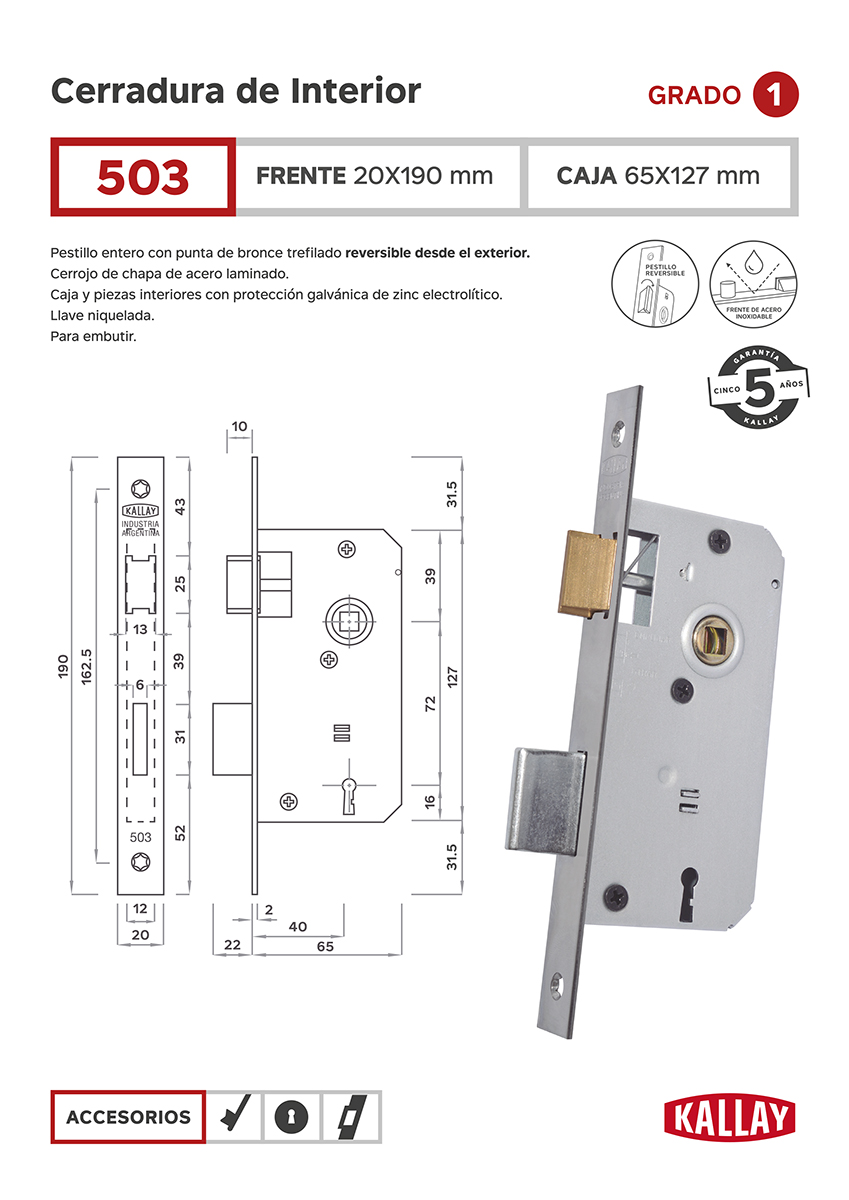 Cerradura de Interior
GRADO 1
503
FRENTE 20X190 mm
CAJA 65X127 mm
Pestillo entero con punta de bronce trefilado reversible desde el exterior.
Cerrojo de chapa de acero laminado.
Caja y piezas interiores con protección galvánica de zinc electrolítico.
Llave niquelada.
Para embutir.
PESTILLO
REVERSIBLE
FRENTE DE ACERO
INOXIDABLE
GARANTÍA
CINCO 5 AÑOS
KALLAY
10
KALLAY
INDUSTRIA
ARGENTINA
43
25
13
39
6
31
52
190
162.5
503
12
20
31.5
39
72
127
16
31.5
2
40
22
65
ACCESORIOS
KALLAY